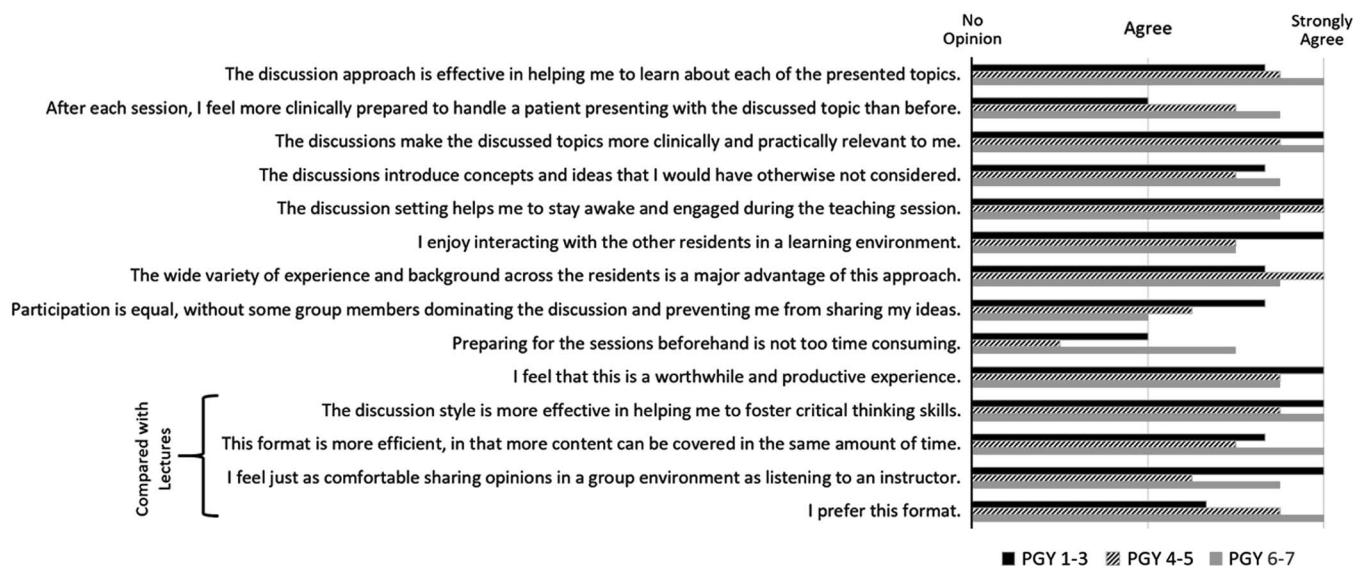 No
Opinion
Agree
Strongly
Agree
The discussion approach is effective in helping me to learn about each of the presented topics.
After each session, I feel more clinically prepared to handle a patient presenting with the discussed topic than before.
The discussions make the discussed topics more clinically and practically relevant to me.
The discussions introduce concepts and ideas that I would have otherwise not considered.
The discussion setting helps me to stay awake and engaged during the teaching session.
I enjoy interacting with the other residents in a learning environment.
The wide variety of experience and background across the residents is a major advantage of this approach.
Participation is equal, without some group members dominating the discussion and preventing me from sharing my ideas.
Preparing for the sessions beforehand is not too time consuming.
I feel that this is a worthwhile and productive experience.
Compared with
Lectures
The discussion style is more effective in helping me to foster critical thinking skills.
This format is more efficient, in that more content can be covered in the same amount of time.
I feel just as comfortable sharing opinions in a group environment as listening to an instructor.
I prefer this format.
PGY 1-3 PGY 4-5 PGY 6-7